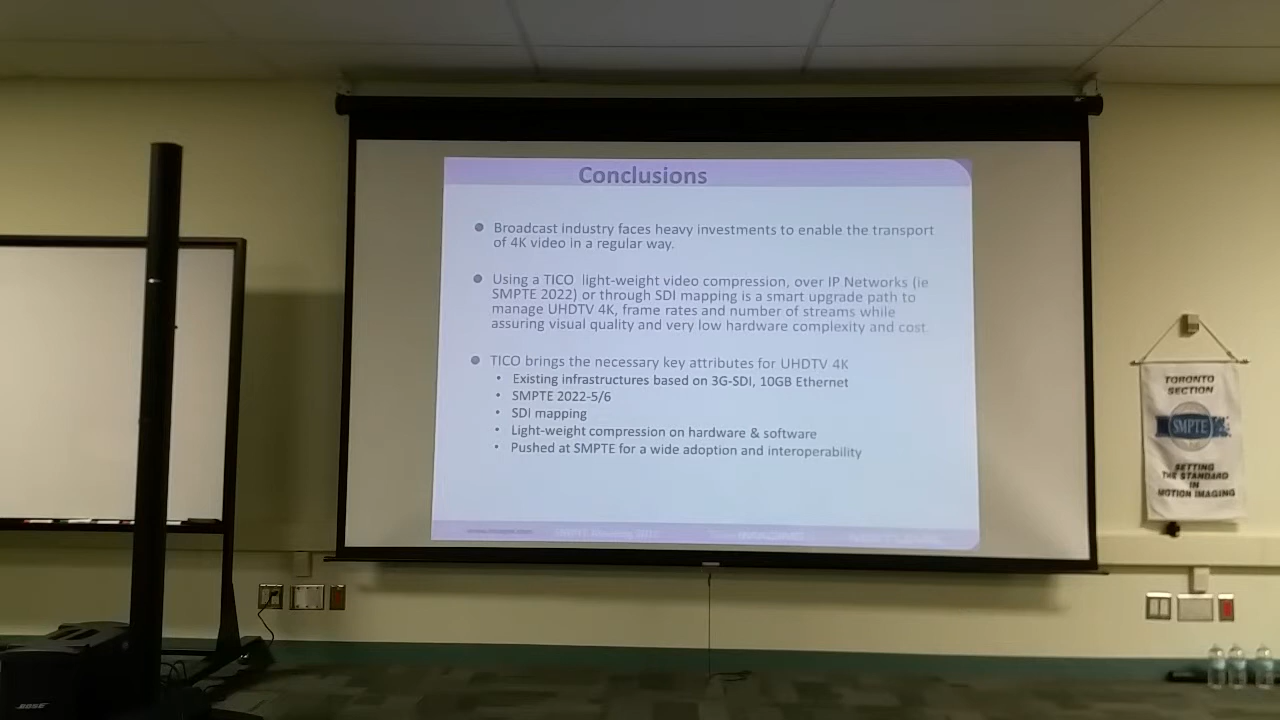 Conclusions
Broadcast industry faces heavy investments to enable the transport
of 4K video in a regular way.
Using a TICO light-weight video compression, over IP Networks (ie
SMPTE 2022) or through SDI mapping is a smart upgrade path to
manage UHDTV 4K, frame rates and number of streams while
assuring visual quality and very low hardware complexity and cost
TICO brings the necessary key attributes for UHDTV 4K
• Existing infrastructures based on 3G-SDI, 10GB Ethernet
• SMPTE 2022-5/6
• SDI mapping
• Light-weight compression on hardware & software
• Pushed at SMPTE for a wide adoption and interoperability
TORONTO
SECTION
SMPTE
SETTING
THE STANDARD
IN
MOTION IMAGING
BOSE